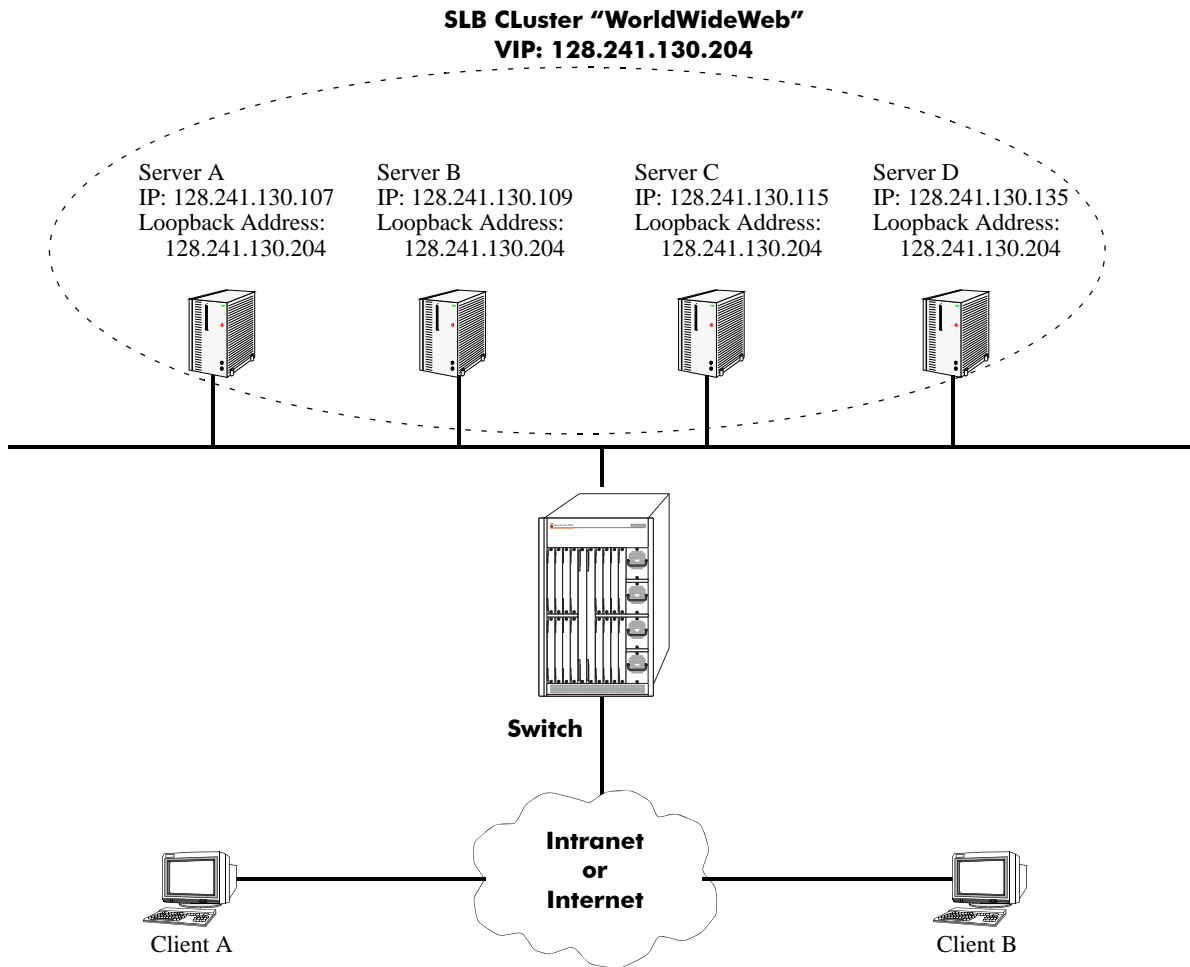 SLB CLuster “WorldWideWeb”
VIP: 128.241.130.204
Server A
IP: 128.241.130.107
Loopback Address:
128.241.130.204
Server B
IP: 128.241.130.109
Loopback Address:
128.241.130.204
Server C
IP: 128.241.130.115
Loopback Address:
128.241.130.204
Server D
IP: 128.241.130.135
Loopback Address:
128.241.130.204
Switch
Intranet
or
Internet
Client A
Client B